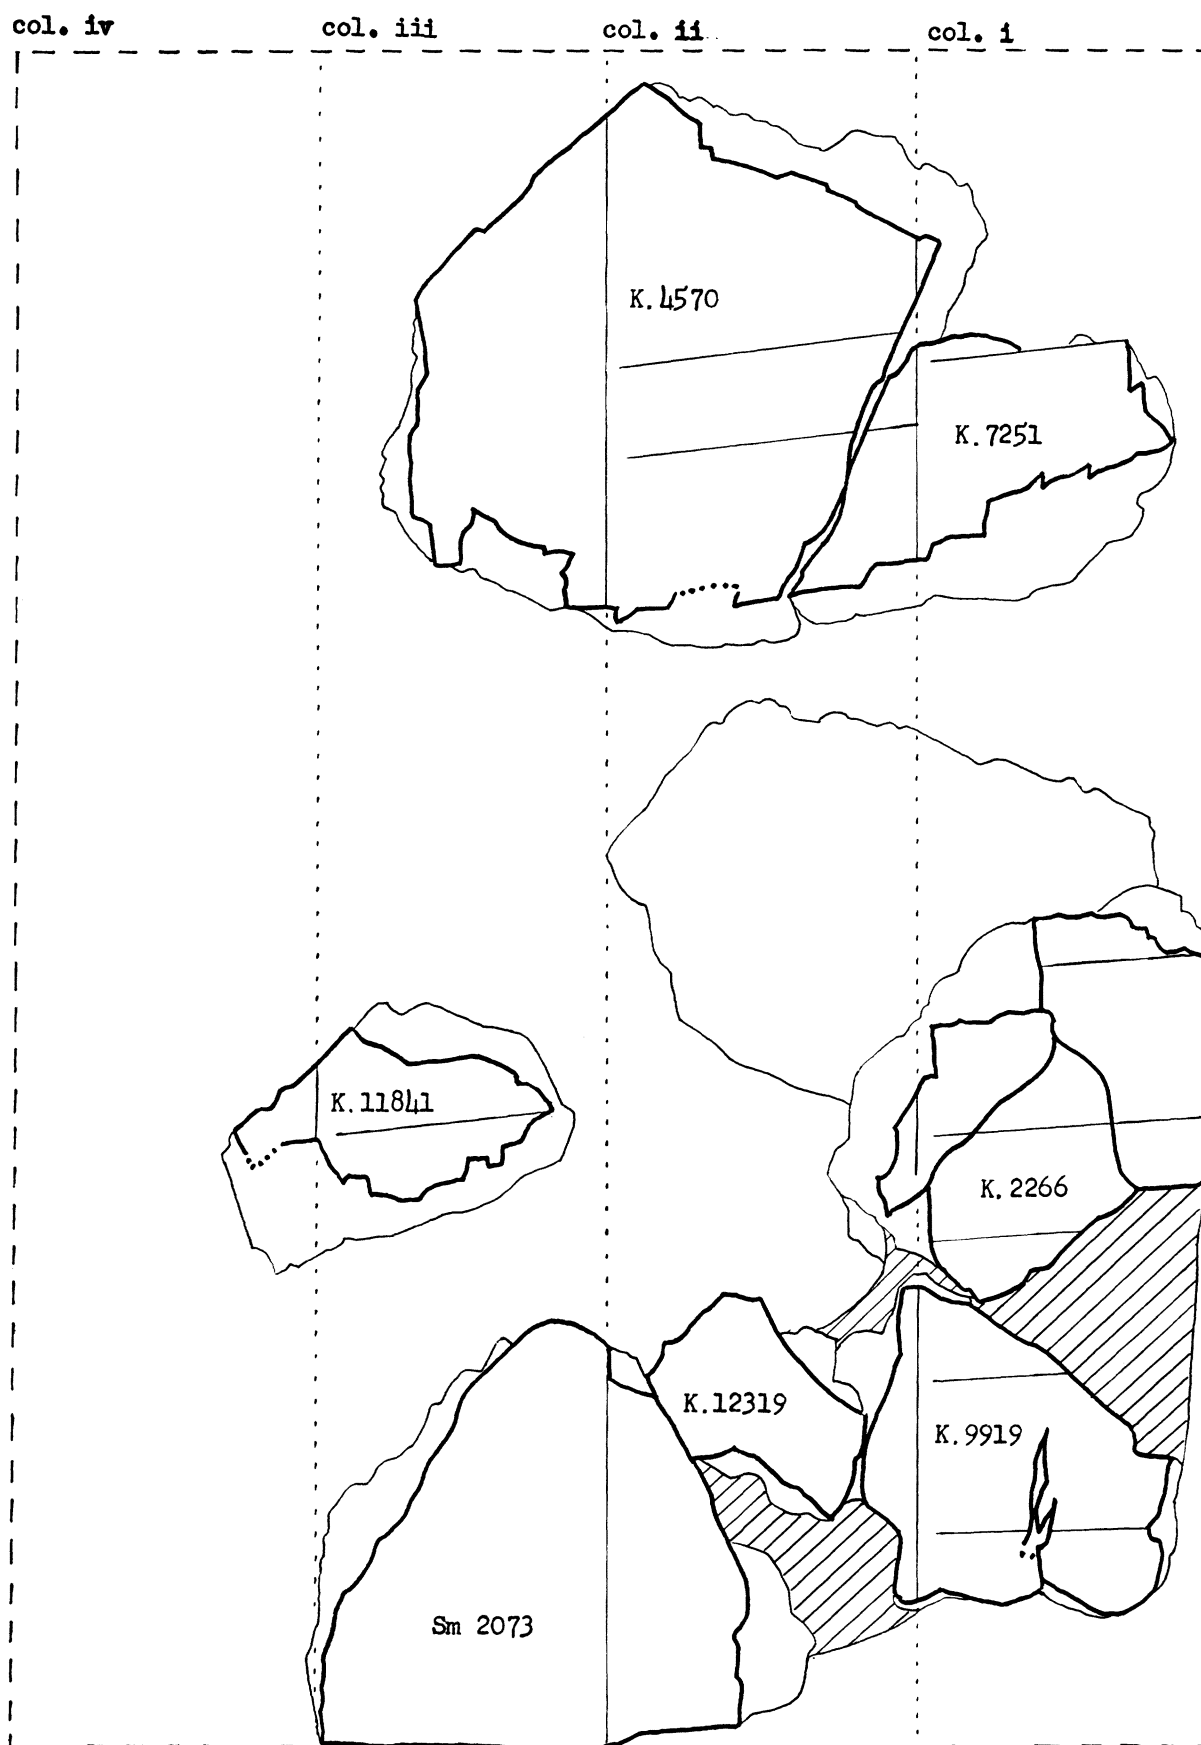 col. iv col. iii col. ii col. i
K.4570
K.7251
K.11841
K.2266
K.12319
K.9919
Sm 2073